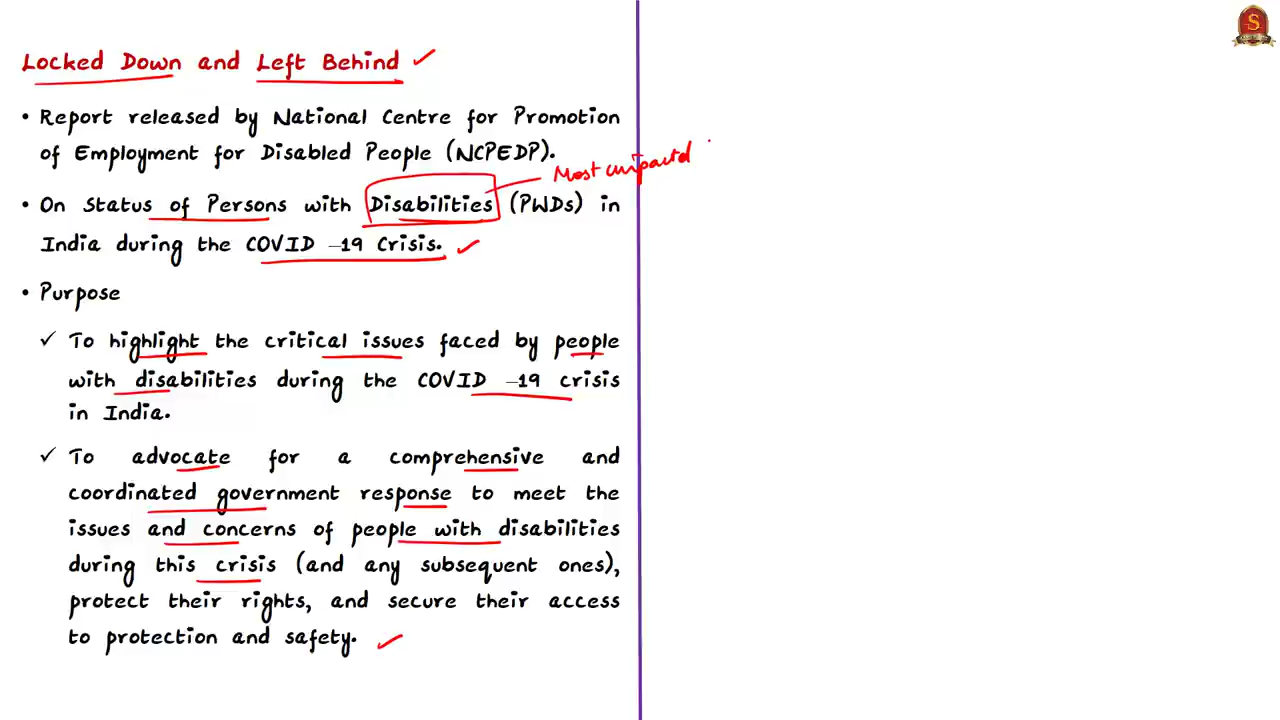 Locked Down and Left Behind ✓
• Report released by National Centre for Promotion
of Employment for Disabled People (NCPEDP).
Most impacted
• On Status of Persons with Disabilities (PWDs) in
India during the COVID –19 Crisis. ✓
• Purpose
✓ To highlight the critical issues faced by people
with disabilities during the COVID –19 crisis
in India.
✓ To advocate for a comprehensive and
coordinated government response to meet the
issues and concerns of people with disabilities
during this crisis (and any subsequent ones),
protect their rights, and secure their access
to protection and safety. ✓
S